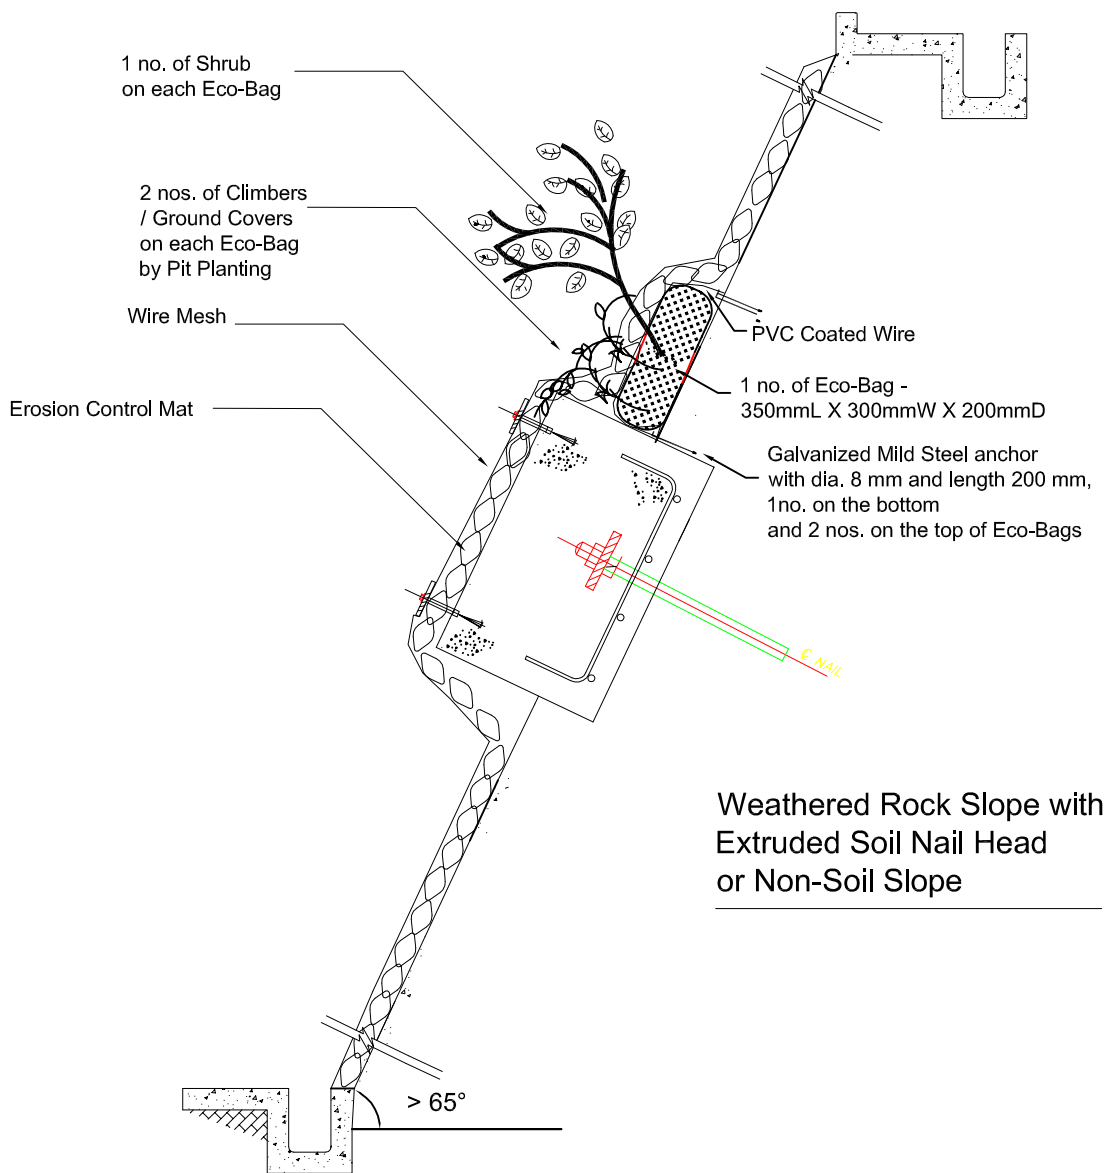 1 no. of Shrub
on each Eco-Bag
2 nos. of Climbers
/ Ground Covers
on each Eco-Bag
by Pit Planting
Wire Mesh
Erosion Control Mat
PVC Coated Wire
1 no. of Eco-Bag -
350mmL X 300mmW X 200mmD
Galvanized Mild Steel anchor
with dia. 8 mm and length 200 mm,
1no. on the bottom
and 2 nos. on the top of Eco-Bags
℄ NAIL
Weathered Rock Slope with
Extruded Soil Nail Head
or Non-Soil Slope
> 65°